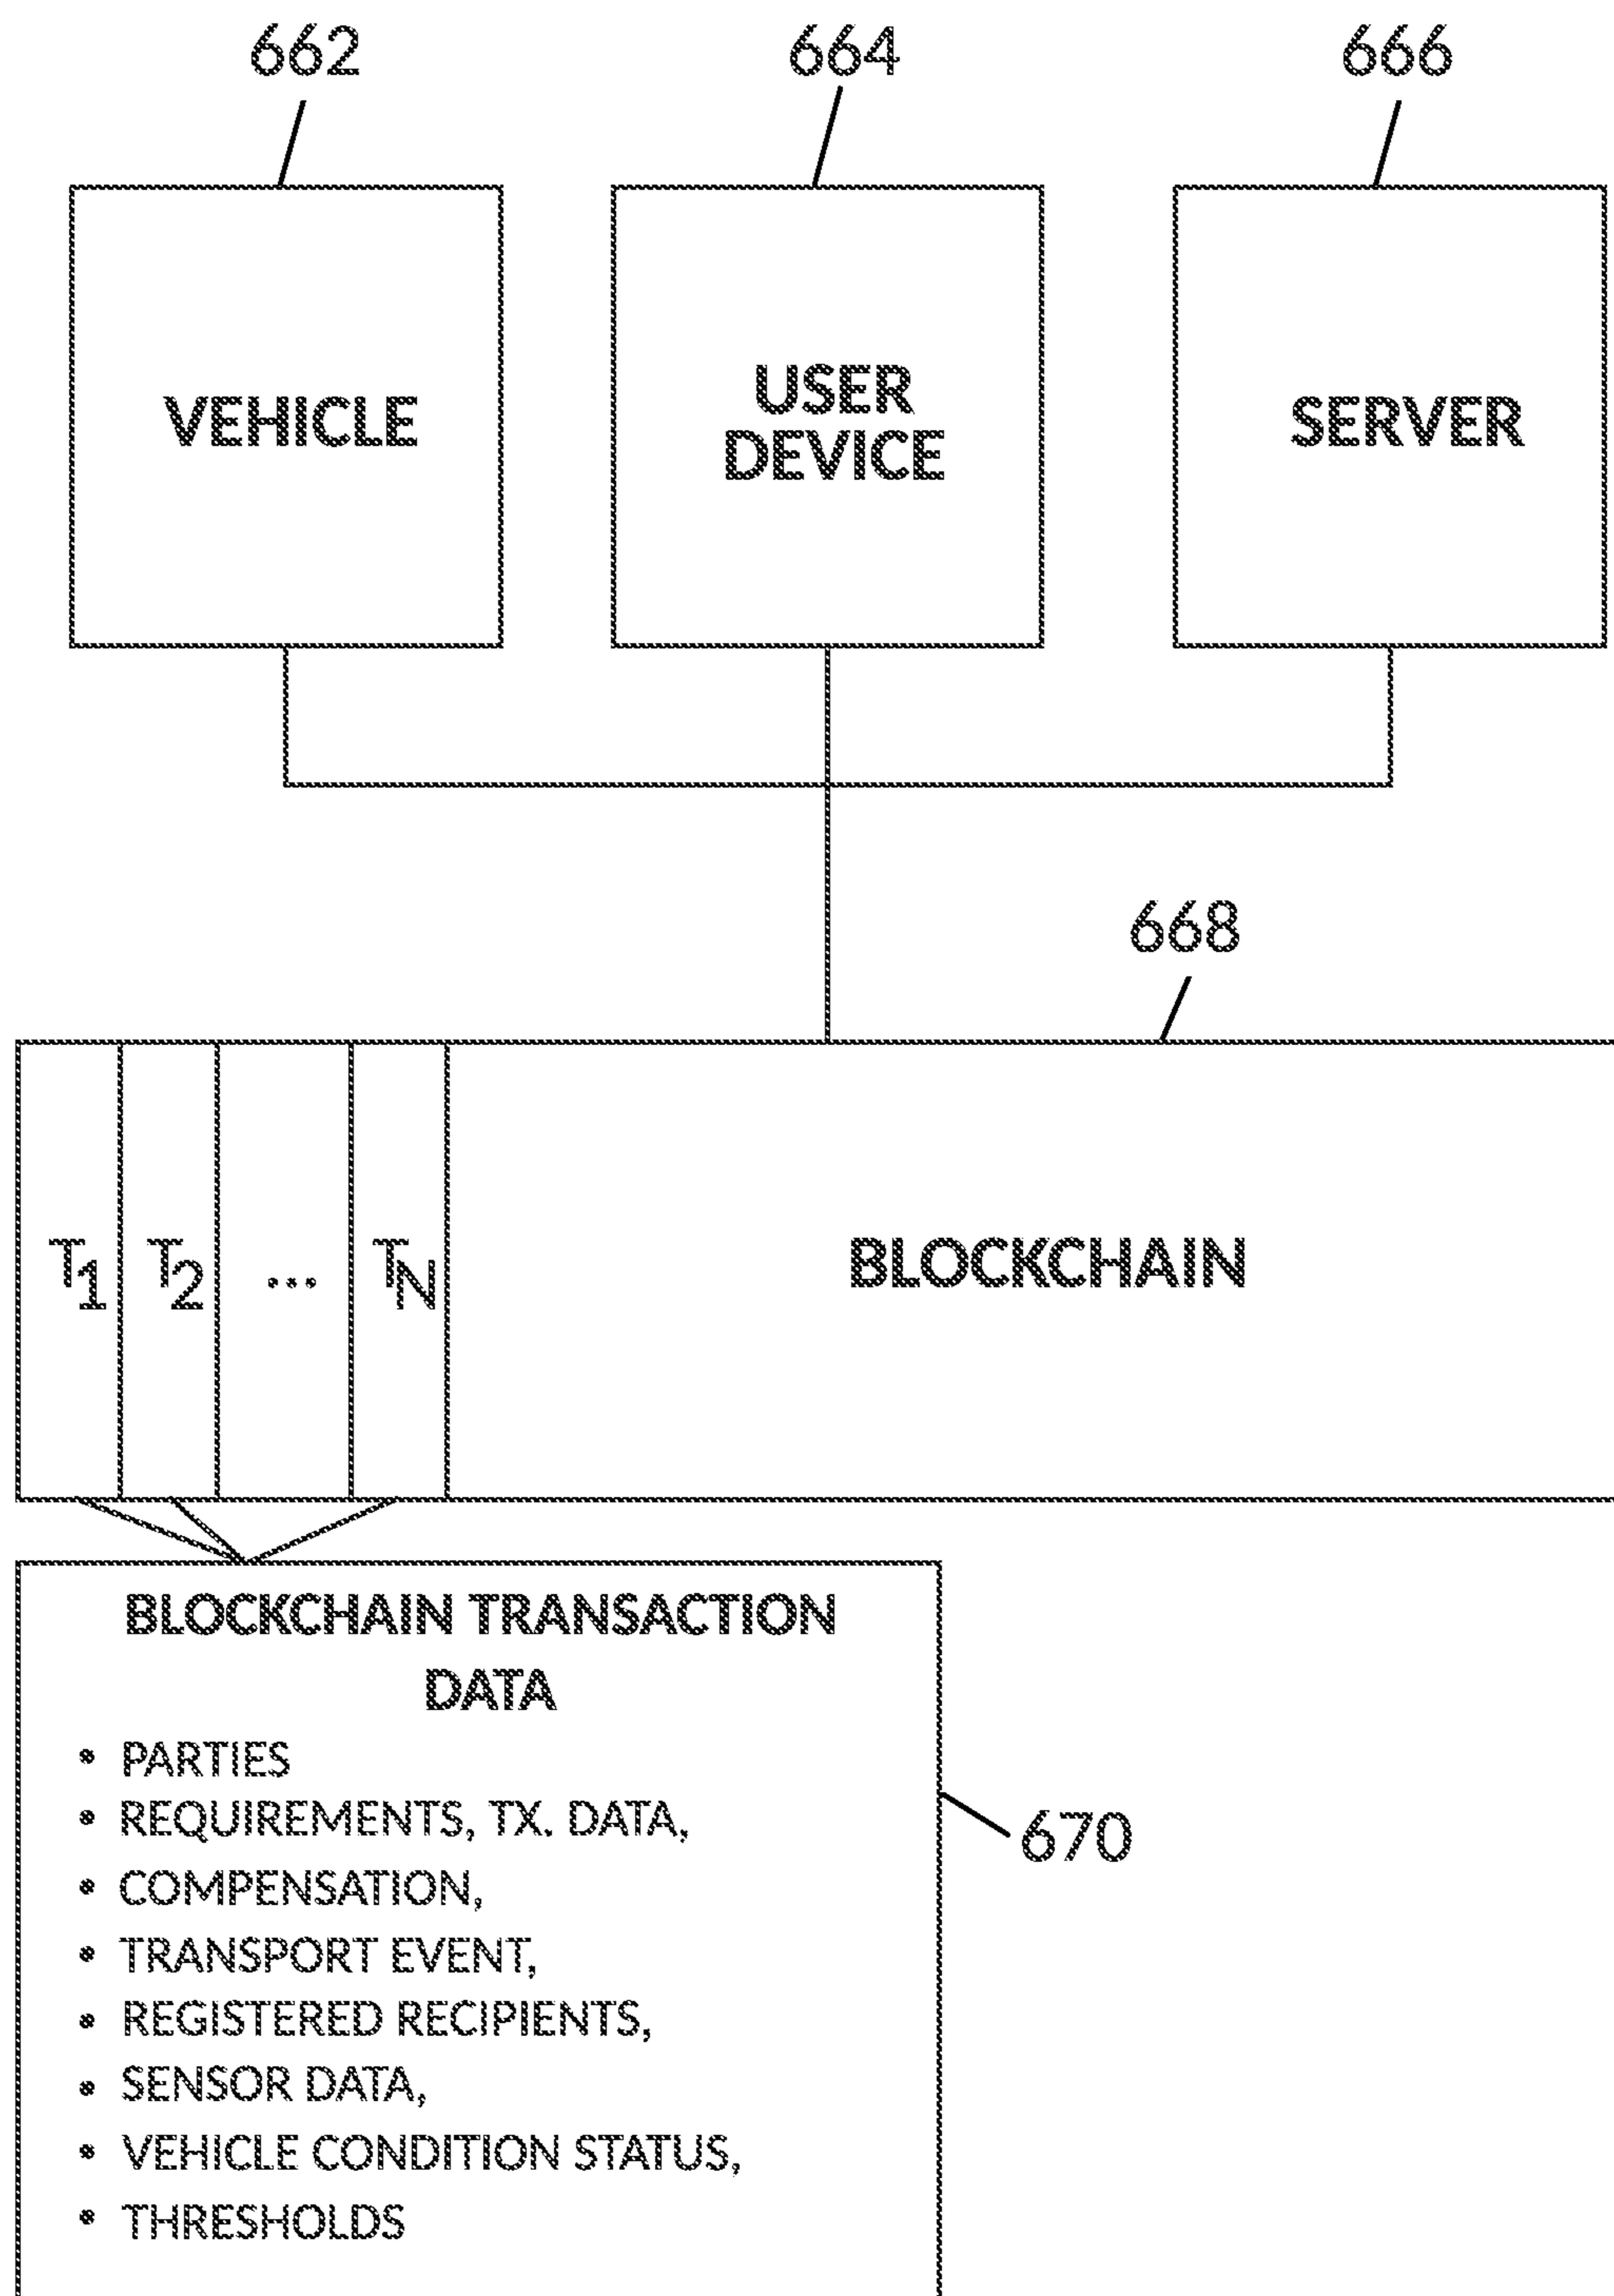 662 664 666
VEHICLE
USER
DEVICE
SERVER
668
T1 T2 ... TN
BLOCKCHAIN
BLOCKCHAIN TRANSACTION
DATA
• PARTIES
• REQUIREMENTS, TX. DATA,
• COMPENSATION,
• TRANSPORT EVENT,
• REGISTERED RECIPIENTS,
• SENSOR DATA,
• VEHICLE CONDITION STATUS,
• THRESHOLDS
670